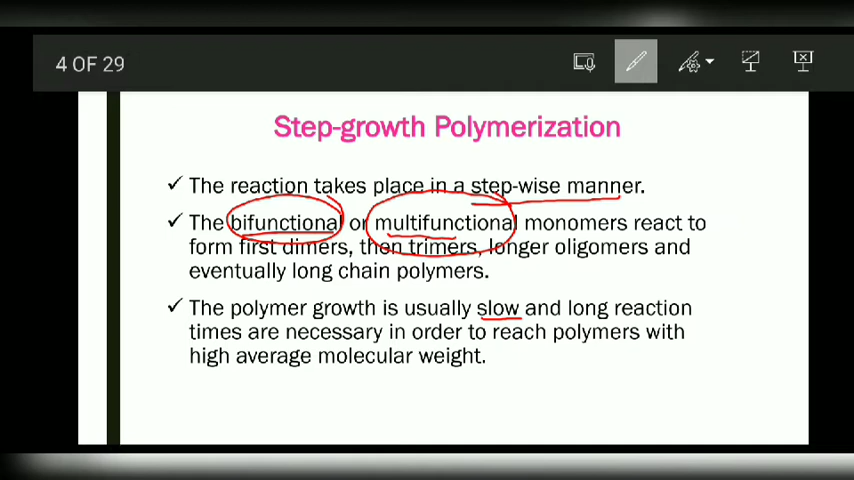 4 OF 29
Step-growth Polymerization
✓ The reaction takes place in a step-wise manner.
✓ The bifunctional or multifunctional monomers react to
form first dimers, then trimers, longer oligomers and
eventually long chain polymers.
✓ The polymer growth is usually slow and long reaction
times are necessary in order to reach polymers with
high average molecular weight.